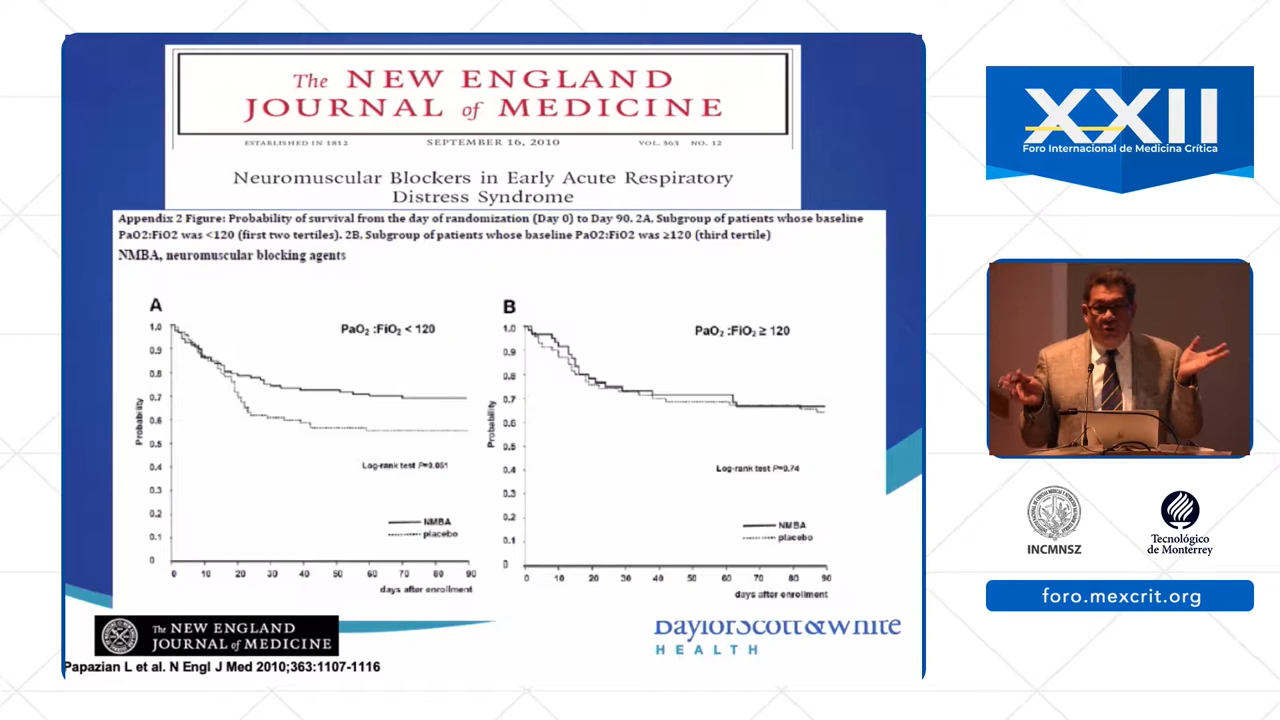 The NEW ENGLAND
JOURNAL of MEDICINE
ESTABLISHED IN 1812
SEPTEMBER 16, 2010
VOL. 363 NO. 12
Neuromuscular Blockers in Early Acute Respiratory
Distress Syndrome
Appendix 2 Figure: Probability of survival from the day of randomization (Day 0) to Day 90. 2A, Subgroup of patients whose baseline
PaO2:FiO2 was <120 (first two tertiles). 2B, Subgroup of patients whose baseline PaO2:FiO2 was ≥120 (third tertile)
NMBA, neuromuscular blocking agents
A
PaO2 :FiO2 < 120
1.0
0.9
0.8
0.7
0.6
0.5
0.4
0.3
0.2
0.1
0
Probability
Log-rank test P=0.051
NMBA
placebo
0 10 20 30 40 50 60 70 80 90
days after enrollment
B
PaO2 :FiO2 ≥ 120
1.0
0.9
0.8
0.7
0.6
0.5
0.4
0.3
0.2
0.1
0
Probability
Log-rank test P=0.74
NMBA
placebo
0 10 20 30 40 50 60 70 80 90
days after enrollment
The NEW ENGLAND
JOURNAL of MEDICINE
Papazian L et al. N Engl J Med 2010;363:1107-1116
BaylorScott&White
HEALTH
XXII
Foro Internacional de Medicina Crítica
INCMNSZ
Tecnológico
de Monterrey
foro.mexcrit.org